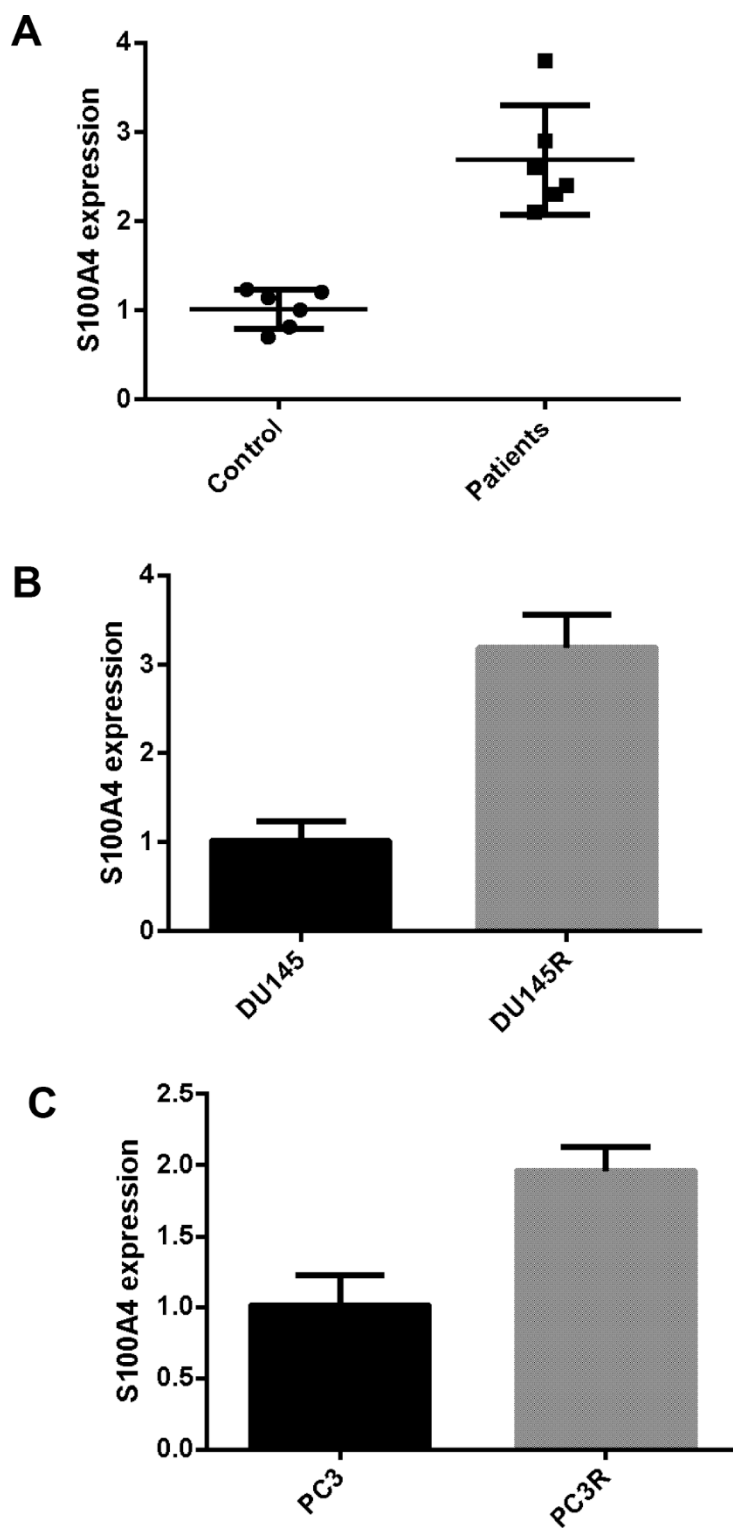 A
S100A4 expression
4
3
2
1
0
Control
Patients
B
S100A4 expression
4
3
2
1
0
DU145
DU145R
C
S100A4 expression
2.5
2.0
1.5
1.0
0.5
0.0
PC3
PC3R